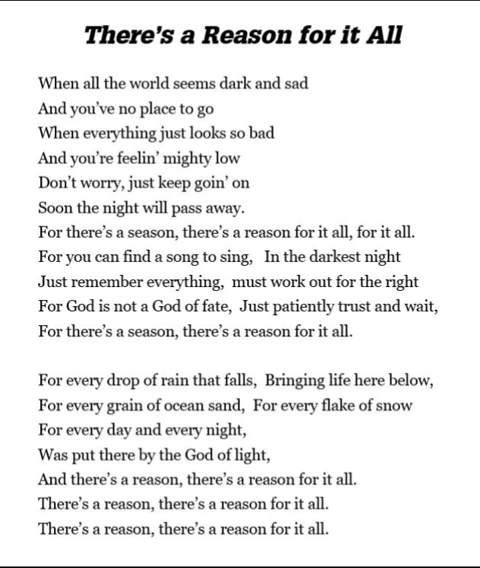 There's a Reason for it All
When all the world seems dark and sad
And you've no place to go
When everything just looks so bad
And you're feelin' mighty low
Don't worry, just keep goin' on
Soon the night will pass away.
For there's a season, there's a reason for it all, for it all.
For you can find a song to sing,   In the darkest night
Just remember everything,  must work out for the right
For God is not a God of fate,  Just patiently trust and wait,
For there's a season, there's a reason for it all.
For every drop of rain that falls,  Bringing life here below,
For every grain of ocean sand,  For every flake of snow
For every day and every night,
Was put there by the God of light,
And there's a reason, there's a reason for it all.
There's a reason, there's a reason for it all.
There's a reason, there's a reason for it all.